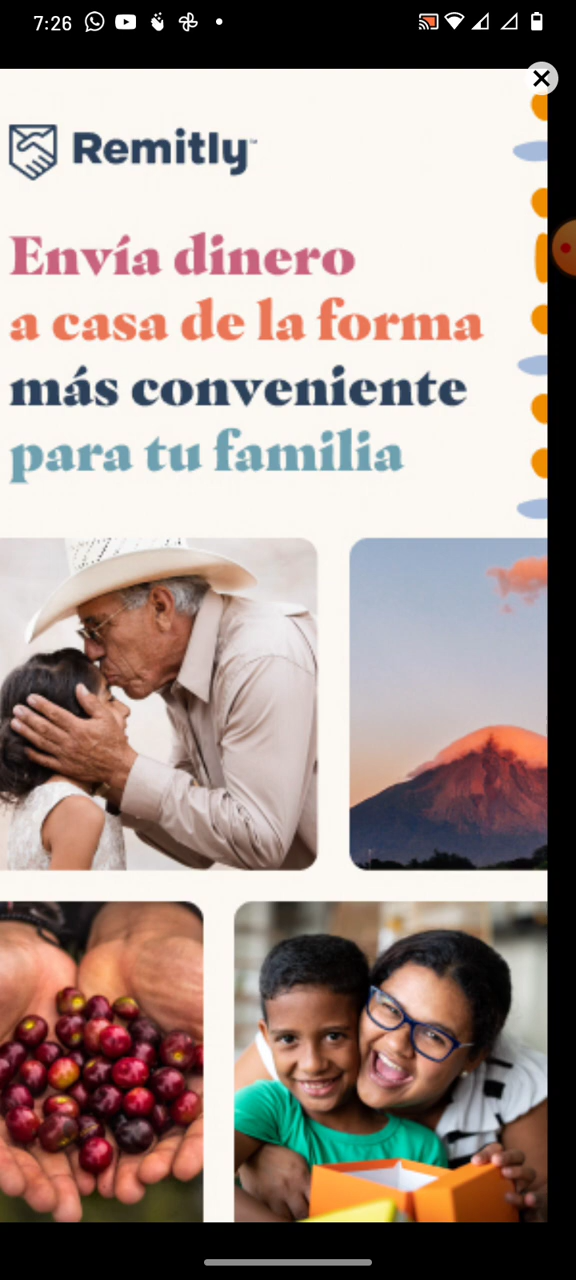 7:26
Remitly
Envía dinero
a casa de la forma
más conveniente
para tu familia